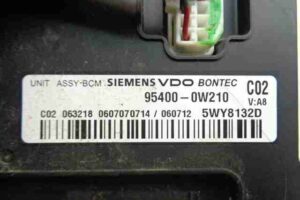 UNIT ASSY-BCM SIEMENS VDO BONTEC C02
95400-0W210 V:A8
C02 063218 0607070714 / 060712 5WY8132D